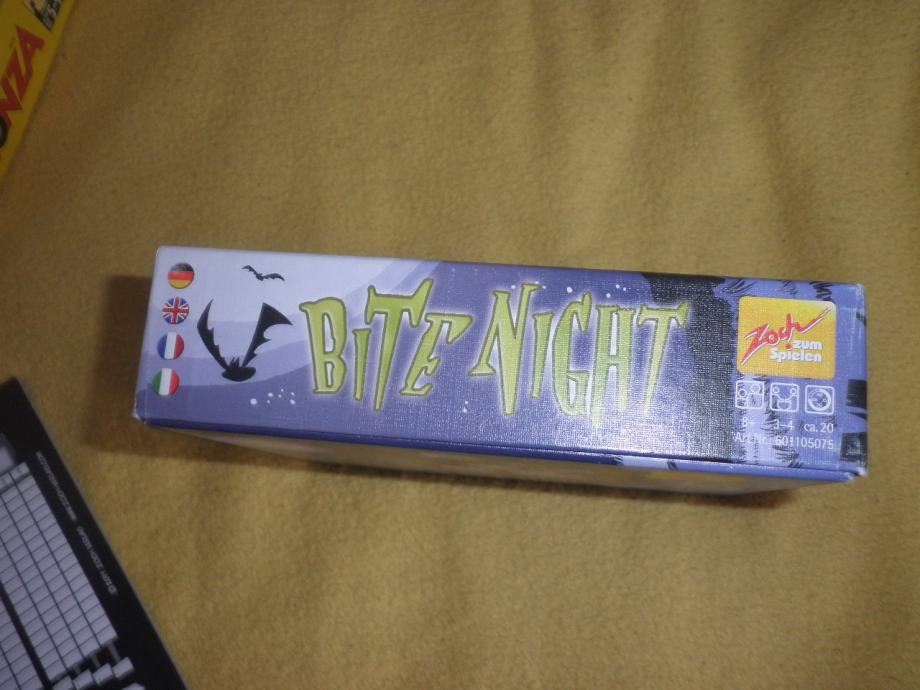 NZA
BITE NIGHT
Zoch
zum
Spielen
8+ 3-4 ca. 20
Art.Nr. 601105075